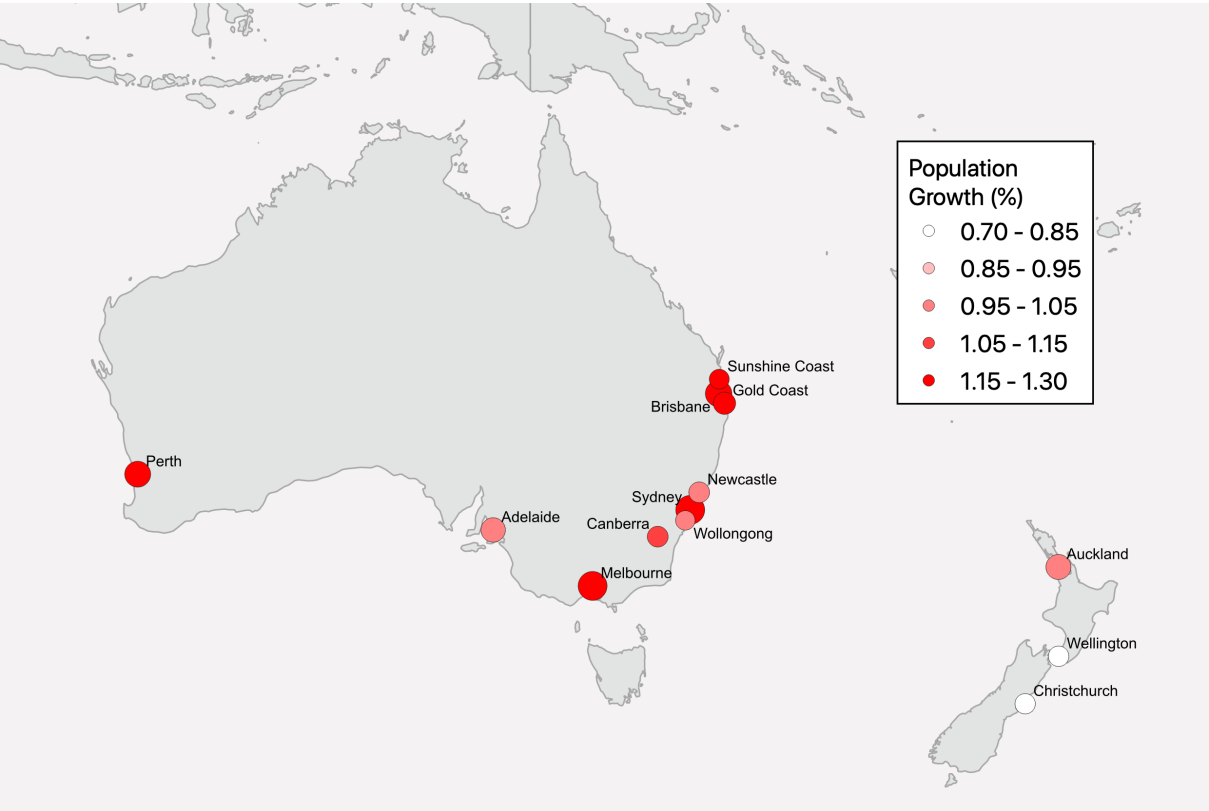 Population
Growth (%)
0.70 - 0.85
0.85 - 0.95
0.95 - 1.05
1.05 - 1.15
1.15 - 1.30
Sunshine Coast
Gold Coast
Brisbane
Perth
Newcastle
Sydney
Adelaide
Canberra
Wollongong
Auckland
Melbourne
Wellington
Christchurch